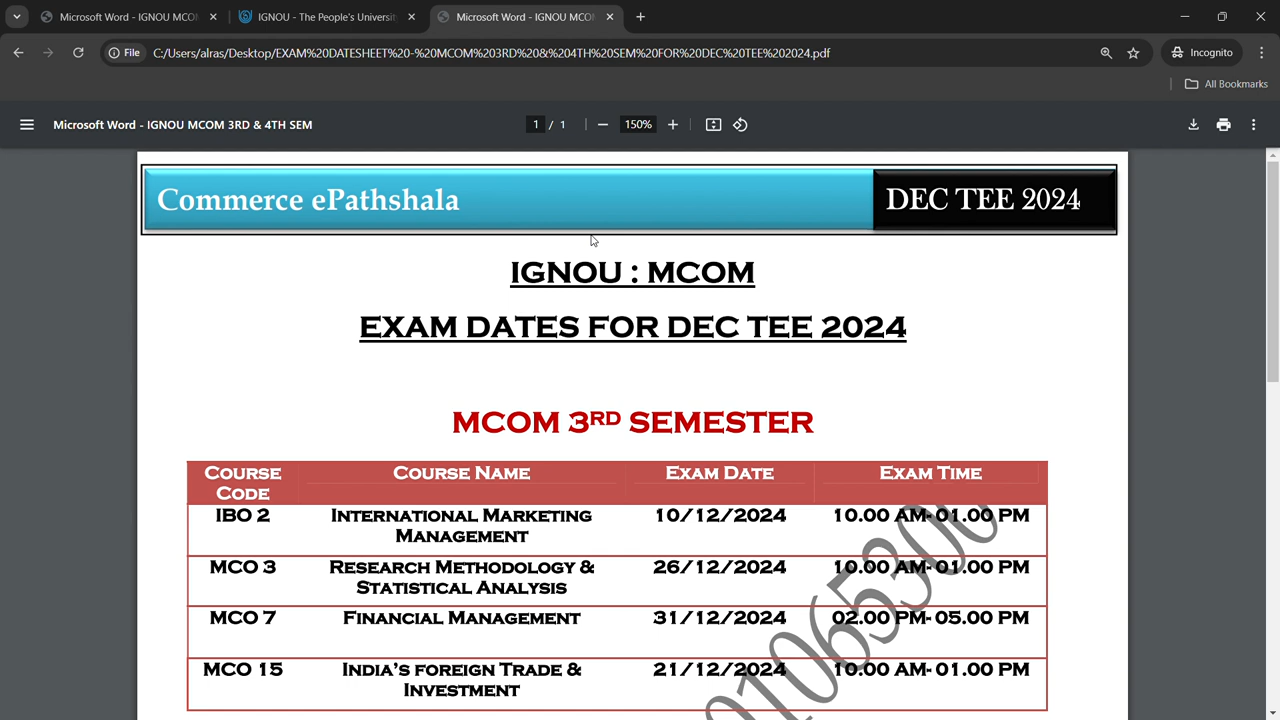 Microsoft Word - IGNOU MCO
IGNOU - The People's Universit
Microsoft Word - IGNOU MCO
File
C:/Users/alras/Desktop/EXAM%20DATESHEET%20-%20MCOM%203RD%20&%204TH%20SEM%20FOR%20DEC%20TEE%202024.pdf
Incognito
All Bookmarks
Microsoft Word - IGNOU MCOM 3RD & 4TH SEM
1 / 1
150%
Commerce ePathshala
DEC TEE 2024
IGNOU : MCOM
EXAM DATES FOR DEC TEE 2024
MCOM 3RD SEMESTER
COURSE CODE COURSE NAME EXAM DATE EXAM TIME
IBO 2 INTERNATIONAL MARKETING MANAGEMENT 10/12/2024 10.00 AM- 01.00 PM
MCO 3 RESEARCH METHODOLOGY & STATISTICAL ANALYSIS 26/12/2024 10.00 AM- 01.00 PM
MCO 7 FINANCIAL MANAGEMENT 31/12/2024 02.00 PM- 05.00 PM
MCO 15 INDIA'S FOREIGN TRADE & INVESTMENT 21/12/2024 10.00 AM- 01.00 PM